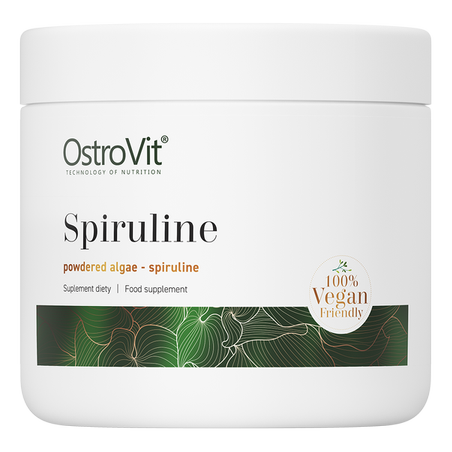 OstroVit®
TECHNOLOGY OF NUTRITION
Spiruline
powdered algae - spiruline
Suplement diety | Food supplement
100%
Vegan
Friendly